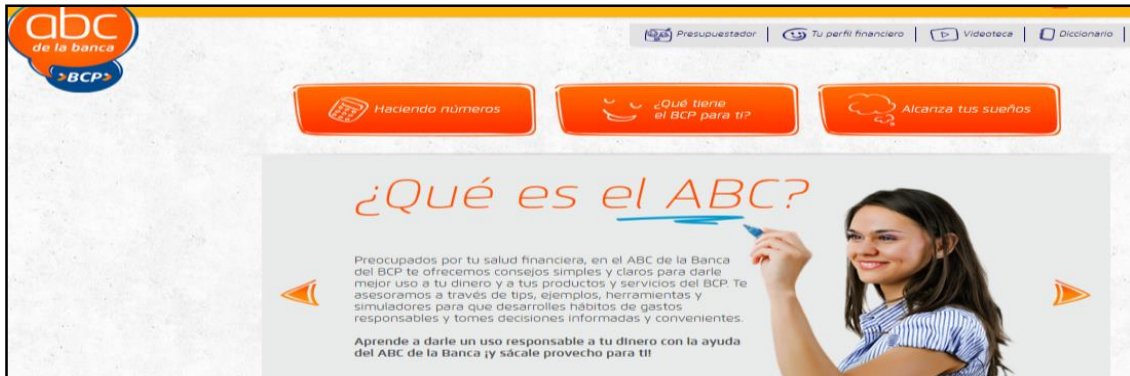 abc
de la banca
>BCP>
Presupuestador | Tu perfil financiero | Videoteca | Diccionario |
Haciendo números
¿Qué tiene
el BCP para ti?
Alcanza tus sueños
¿Qué es el ABC?
Preocupados por tu salud financiera, en el ABC de la Banca
del BCP te ofrecemos consejos simples y claros para darle
mejor uso a tu dinero y a tus productos y servicios del BCP. Te
asesoramos a través de tips, ejemplos, herramientas y
simuladores para que desarrolles hábitos de gastos
responsables y tomes decisiones informadas y convenientes.
Aprende a darle un uso responsable a tu dinero con la ayuda
del ABC de la Banca ¡y sácale provecho para ti!